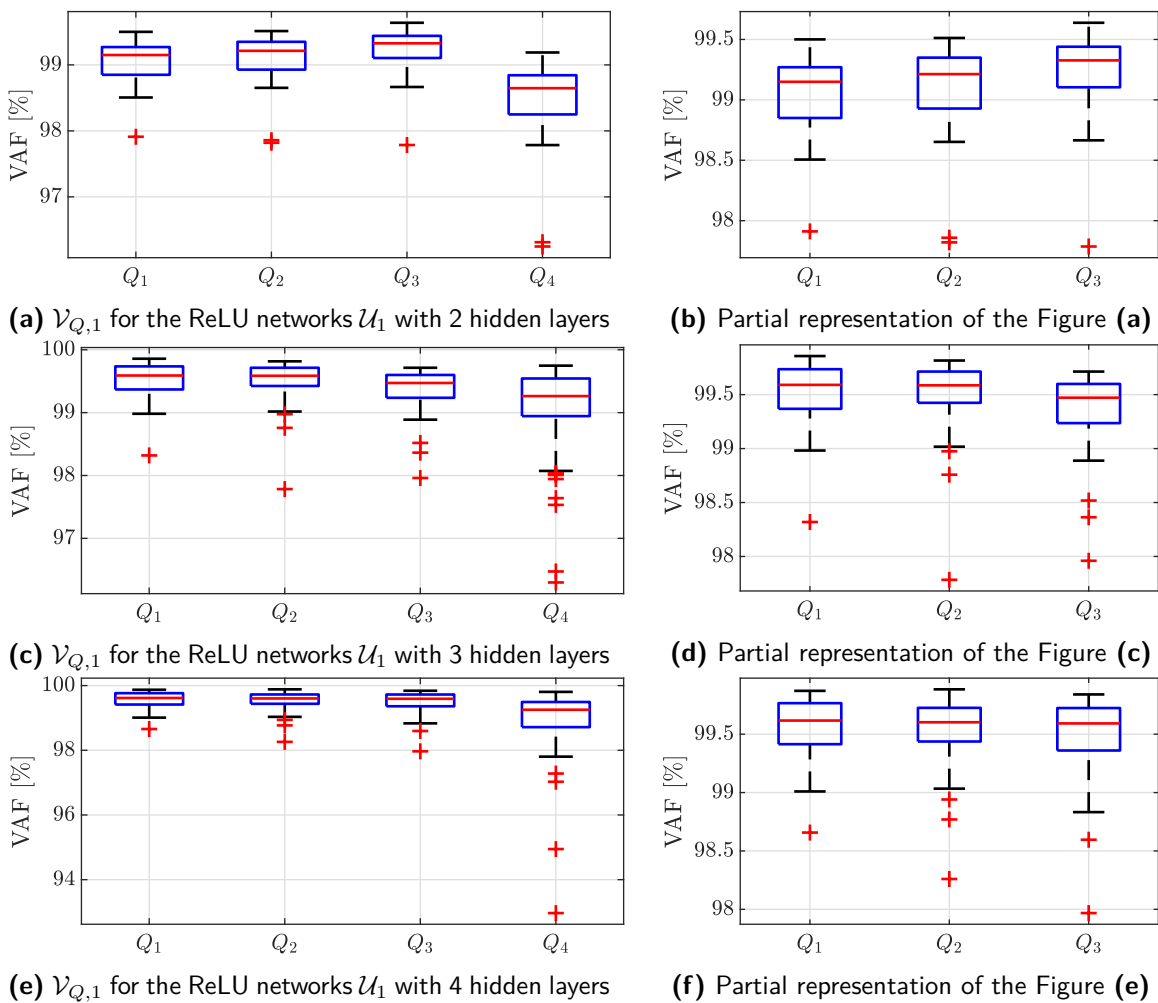 VAF [%]
99
98
97
Q₁ Q₂ Q₃ Q₄
(a) 𝒱_{Q,1} for the ReLU networks 𝒰₁ with 2 hidden layers
VAF [%]
99.5
99
98.5
98
Q₁ Q₂ Q₃
(b) Partial representation of the Figure (a)
VAF [%]
100
99
98
97
Q₁ Q₂ Q₃ Q₄
(c) 𝒱_{Q,1} for the ReLU networks 𝒰₁ with 3 hidden layers
VAF [%]
99.5
99
98.5
98
Q₁ Q₂ Q₃
(d) Partial representation of the Figure (c)
VAF [%]
100
98
96
94
Q₁ Q₂ Q₃ Q₄
(e) 𝒱_{Q,1} for the ReLU networks 𝒰₁ with 4 hidden layers
VAF [%]
99.5
99
98.5
98
Q₁ Q₂ Q₃
(f) Partial representation of the Figure (e)